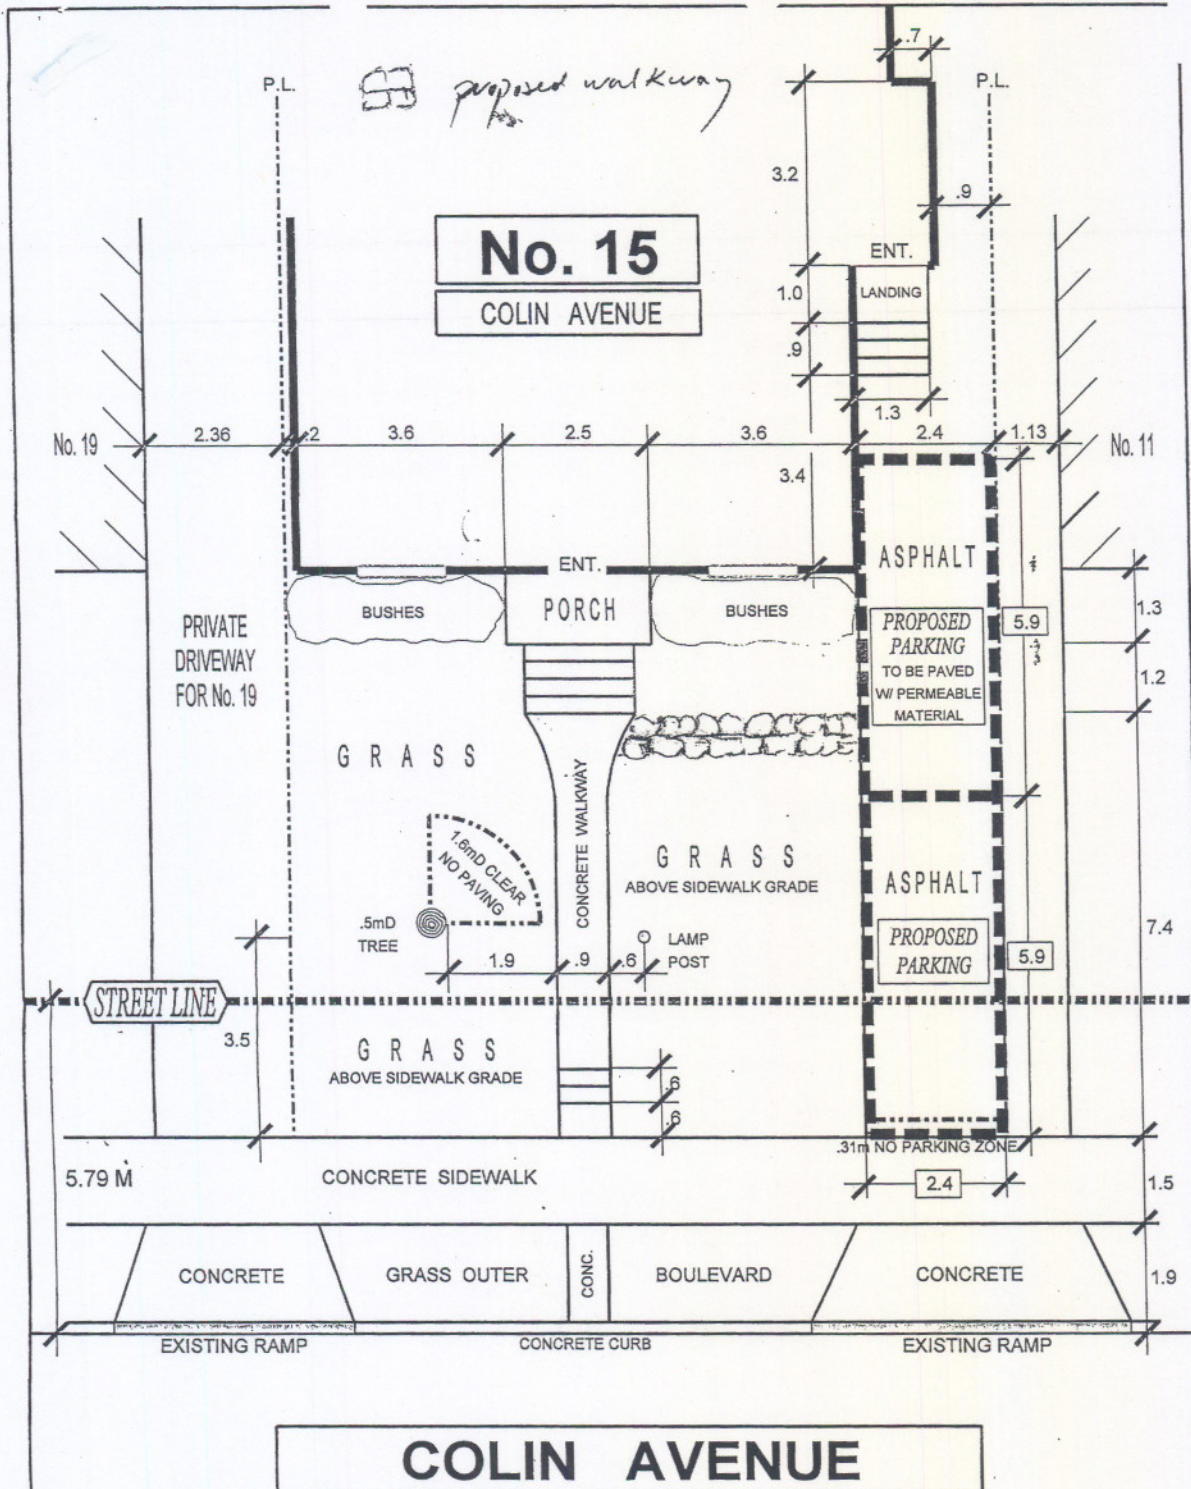 .7
P.L.
proposed walkway
P.L.
3.2
.9
No. 15
COLIN AVENUE
ENT.
LANDING
1.0
.9
1.3
No. 19
2.36
.2
3.6
2.5
3.6
2.4
1.13
No. 11
3.4
ENT.
ASPHALT
BUSHES
PORCH
BUSHES
1.3
PROPOSED
PARKING
TO BE PAVED
W/ PERMEABLE
MATERIAL
5.9
PRIVATE
DRIVEWAY
FOR No. 19
1.2
GRASS
CONCRETE WALKWAY
1.6mD CLEAR
NO PAVING
GRASS
ABOVE SIDEWALK GRADE
ASPHALT
.5mD
TREE
LAMP
POST
PROPOSED
PARKING
5.9
7.4
1.9
.9
.6
STREET LINE
3.5
GRASS
ABOVE SIDEWALK GRADE
.6
.6
.31m NO PARKING ZONE
5.79 M
CONCRETE SIDEWALK
2.4
1.5
CONCRETE
GRASS OUTER
CONC.
BOULEVARD
CONCRETE
1.9
EXISTING RAMP
CONCRETE CURB
EXISTING RAMP
COLIN AVENUE